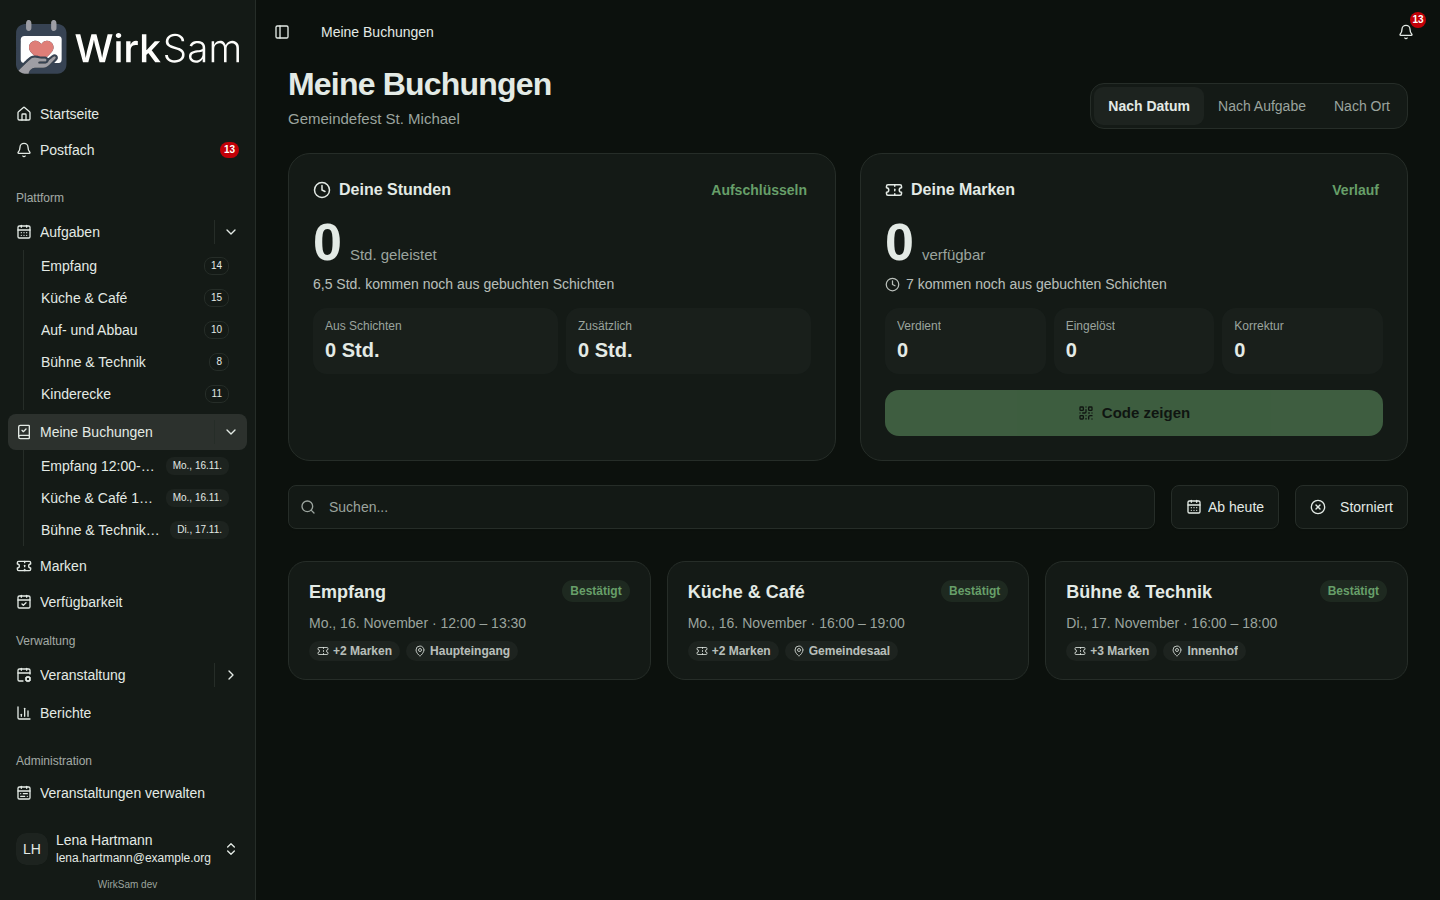 WirkSam
Startseite
Postfach 13
Plattform
Aufgaben
Empfang 14
Küche & Café 15
Auf- und Abbau 10
Bühne & Technik 8
Kinderecke 11
Meine Buchungen
Empfang 12:00-... Mo., 16.11.
Küche & Café 1... Mo., 16.11.
Bühne & Technik... Di., 17.11.
Marken
Verfügbarkeit
Verwaltung
Veranstaltung
Berichte
Administration
Veranstaltungen verwalten
LH
Lena Hartmann
lena.hartmann@example.org
WirkSam dev
Meine Buchungen
13
Meine Buchungen
Gemeindefest St. Michael
Nach Datum Nach Aufgabe Nach Ort
Deine Stunden Aufschlüsseln
0 Std. geleistet
6,5 Std. kommen noch aus gebuchten Schichten
Aus Schichten
0 Std.
Zusätzlich
0 Std.
Deine Marken Verlauf
0 verfügbar
7 kommen noch aus gebuchten Schichten
Verdient
0
Eingelöst
0
Korrektur
0
Code zeigen
Suchen...
Ab heute
Storniert
Empfang Bestätigt
Mo., 16. November · 12:00 – 13:30
+2 Marken Haupteingang
Küche & Café Bestätigt
Mo., 16. November · 16:00 – 19:00
+2 Marken Gemeindesaal
Bühne & Technik Bestätigt
Di., 17. November · 16:00 – 18:00
+3 Marken Innenhof